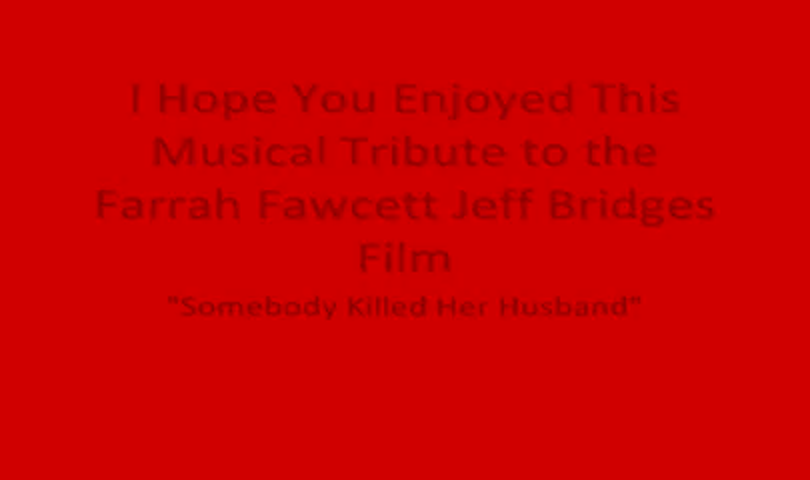 I Hope You Enjoyed This
Musical Tribute to the
Farrah Fawcett Jeff Bridges
Film
"Somebody Killed Her Husband"